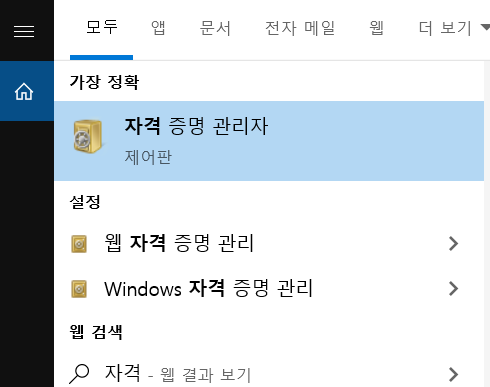 모두 앱 문서 전자 메일 웹 더 보기
가장 정확
자격 증명 관리자
제어판
설정
웹 자격 증명 관리
Windows 자격 증명 관리
웹 검색
자격 - 웹 결과 보기